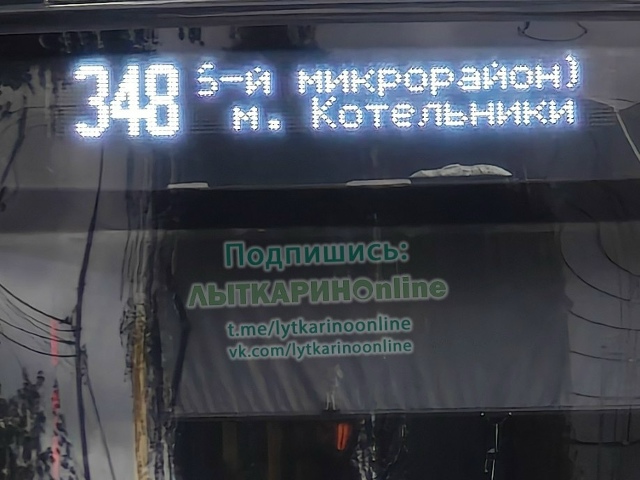 348 5-й микрорайон)
м. Котельники
Подпишись:
ЛЫТКАРИНОonline
t.me/lytkarinoonline
vk.com/lytkarinoonline